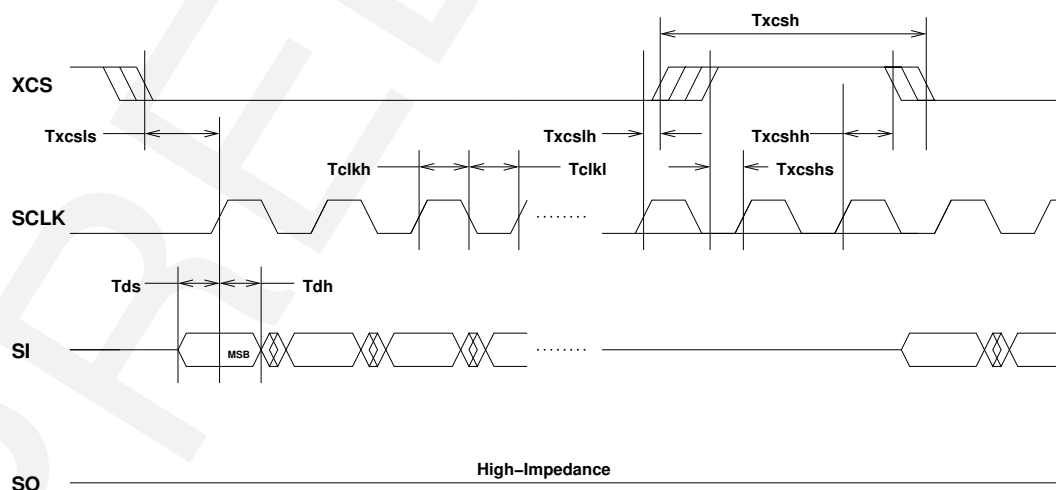 Txcsh
XCS
Txcsls
Txcslh
Txcshh
Tclkh
Tclkl
Txcshs
SCLK
Tds
Tdh
SI
MSB
High-Impedance
SO